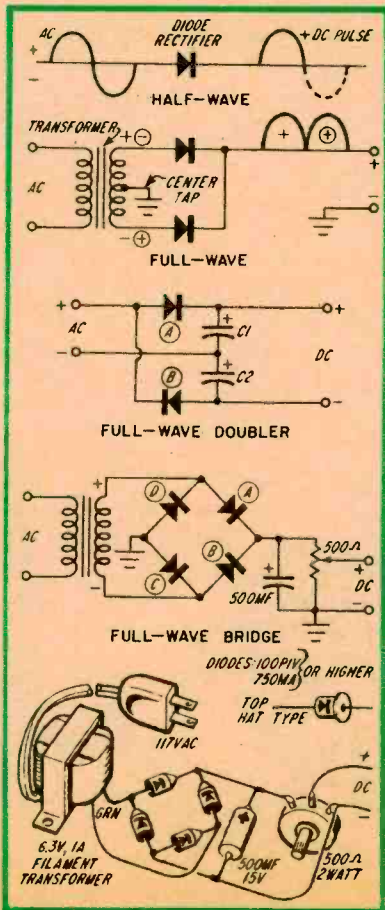 AC
DIODE
RECTIFIER
+ DC PULSE
+
-
HALF-WAVE
TRANSFORMER
+ ⊖
+ ⊕
+
AC
CENTER
TAP
-
- ⊕
FULL-WAVE
+
+
+
AC
A
C1
-
+
DC
B
C2
-
FULL-WAVE DOUBLER
+
D
A
AC
500Ω
+
+
C
B
DC
-
500MF
-
FULL-WAVE BRIDGE
DIODES: 100PIV
750MA } OR HIGHER
TOP
HAT TYPE
117VAC
+
DC
GRN
+
-
6.3V, 1A
FILAMENT
TRANSFORMER
500MF
15V
500Ω
2WATT